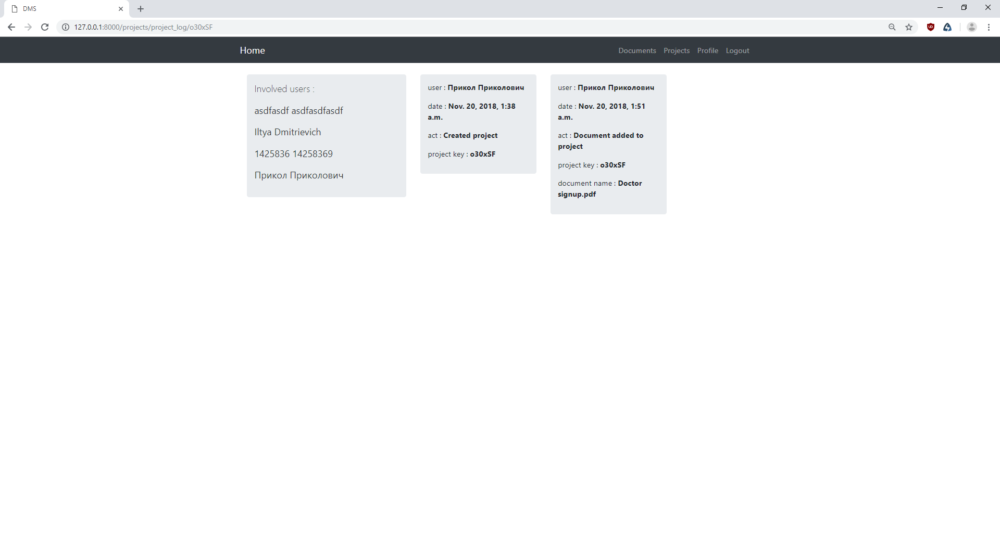 DMS
127.0.0.1:8000/projects/project_log/o30xSF
Home
Documents Projects Profile Logout
Involved users :
asdfasdf asdfasdfasdf
Iltya Dmitrievich
1425836 14258369
Прикол Приколович
user : Прикол Приколович
date : Nov. 20, 2018, 1:38
a.m.
act : Created project
project key : o30xSF
user : Прикол Приколович
date : Nov. 20, 2018, 1:51
a.m.
act : Document added to
project
project key : o30xSF
document name : Doctor
signup.pdf